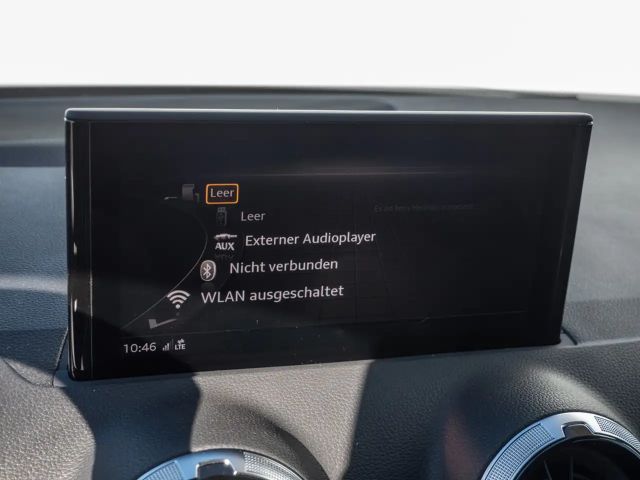 Leer
Leer
AUX Externer Audioplayer
Nicht verbunden
WLAN ausgeschaltet
10:46 LTE